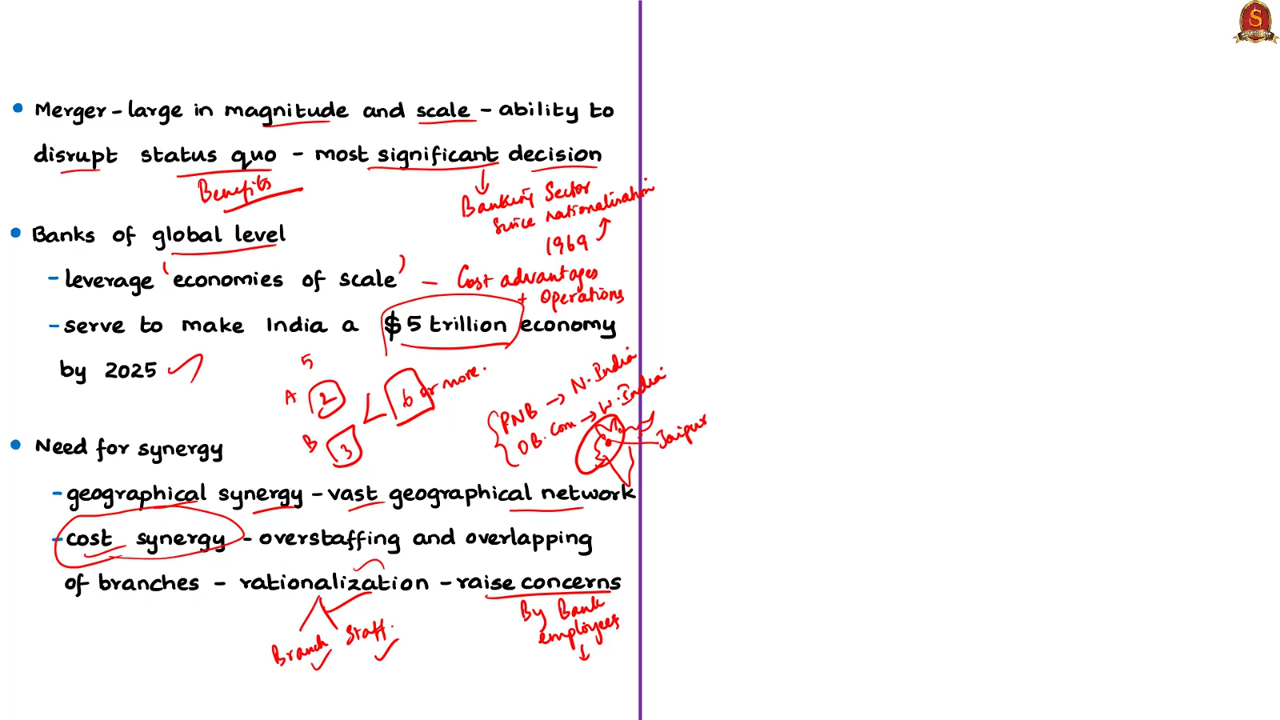 S
• Merger - large in magnitude and scale - ability to
disrupt status quo - most significant decision
Benefits
Banking Sector
Since nationalisation
1969
• Banks of global level
- leverage 'economies of scale' - Cost advantages
+ Operations
- serve to make India a $5 trillion economy
by 2025
5
A 2
6 or more.
B 3
PNB → N. India
OB. Com → W. India
Jaipur
• Need for synergy
- geographical synergy - vast geographical network
- cost synergy - overstaffing and overlapping
of branches - rationalization - raise concerns
Branch Staff.
By Bank
employees